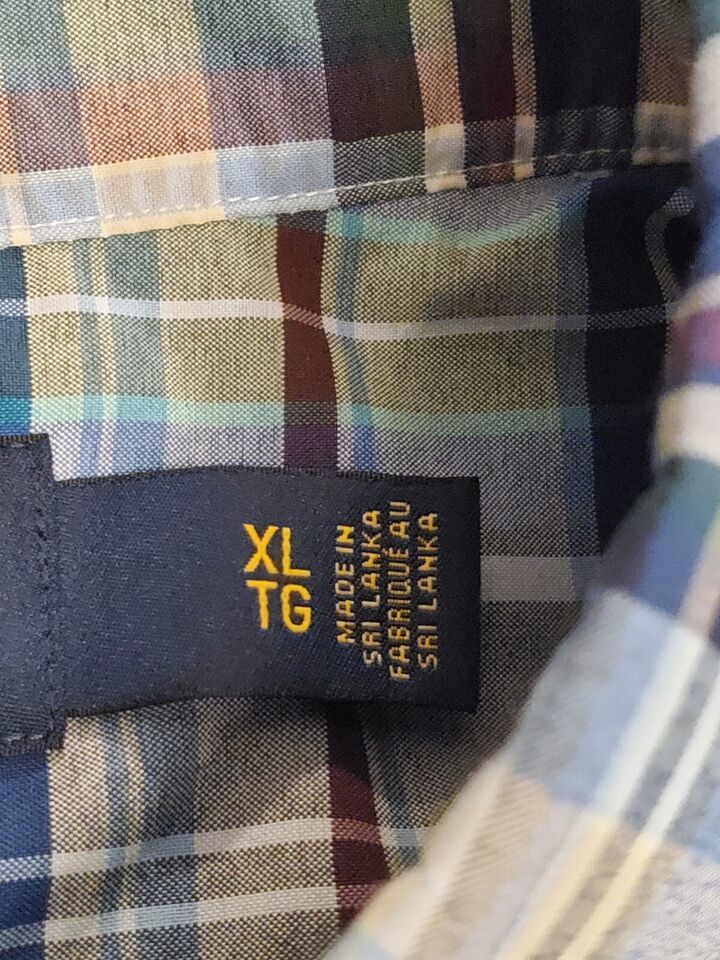 XL
TG
MADE IN
SRI LANKA
FABRIQUÉ AU
SRI LANKA